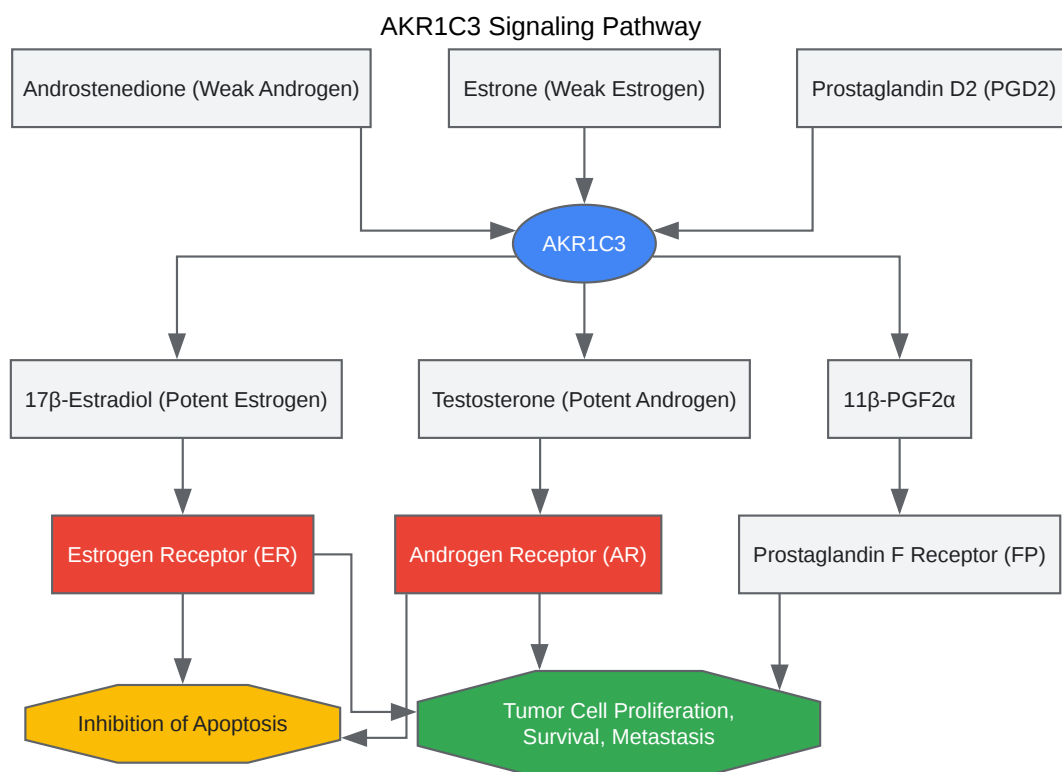 AKR1C3 Signaling Pathway
Androstenedione (Weak Androgen)
Estrone (Weak Estrogen)
Prostaglandin D2 (PGD2)
AKR1C3
17β-Estradiol (Potent Estrogen)
Testosterone (Potent Androgen)
11β-PGF2α
Estrogen Receptor (ER)
Androgen Receptor (AR)
Prostaglandin F Receptor (FP)
Inhibition of Apoptosis
Tumor Cell Proliferation,
Survival, Metastasis